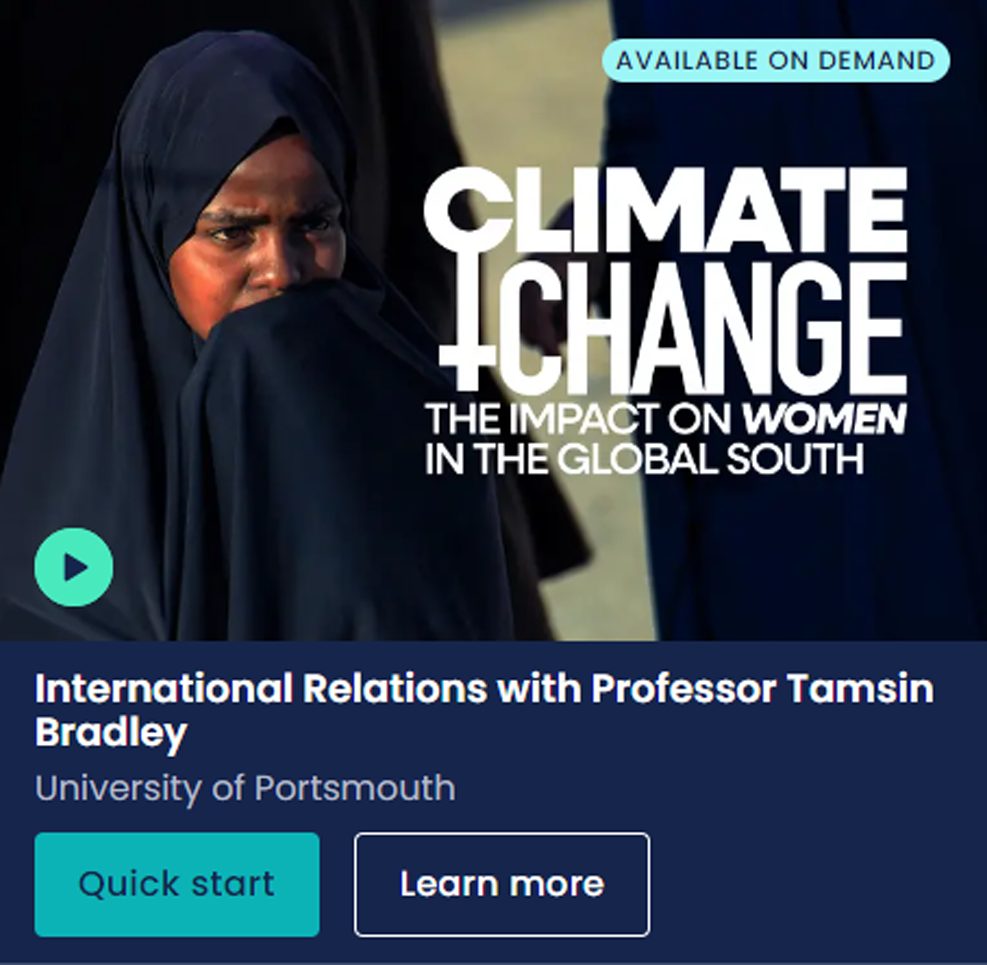 AVAILABLE ON DEMAND
CLIMATE
CHANGE
THE IMPACT ON WOMEN
IN THE GLOBAL SOUTH
International Relations with Professor Tamsin
Bradley
University of Portsmouth
Quick start
Learn more